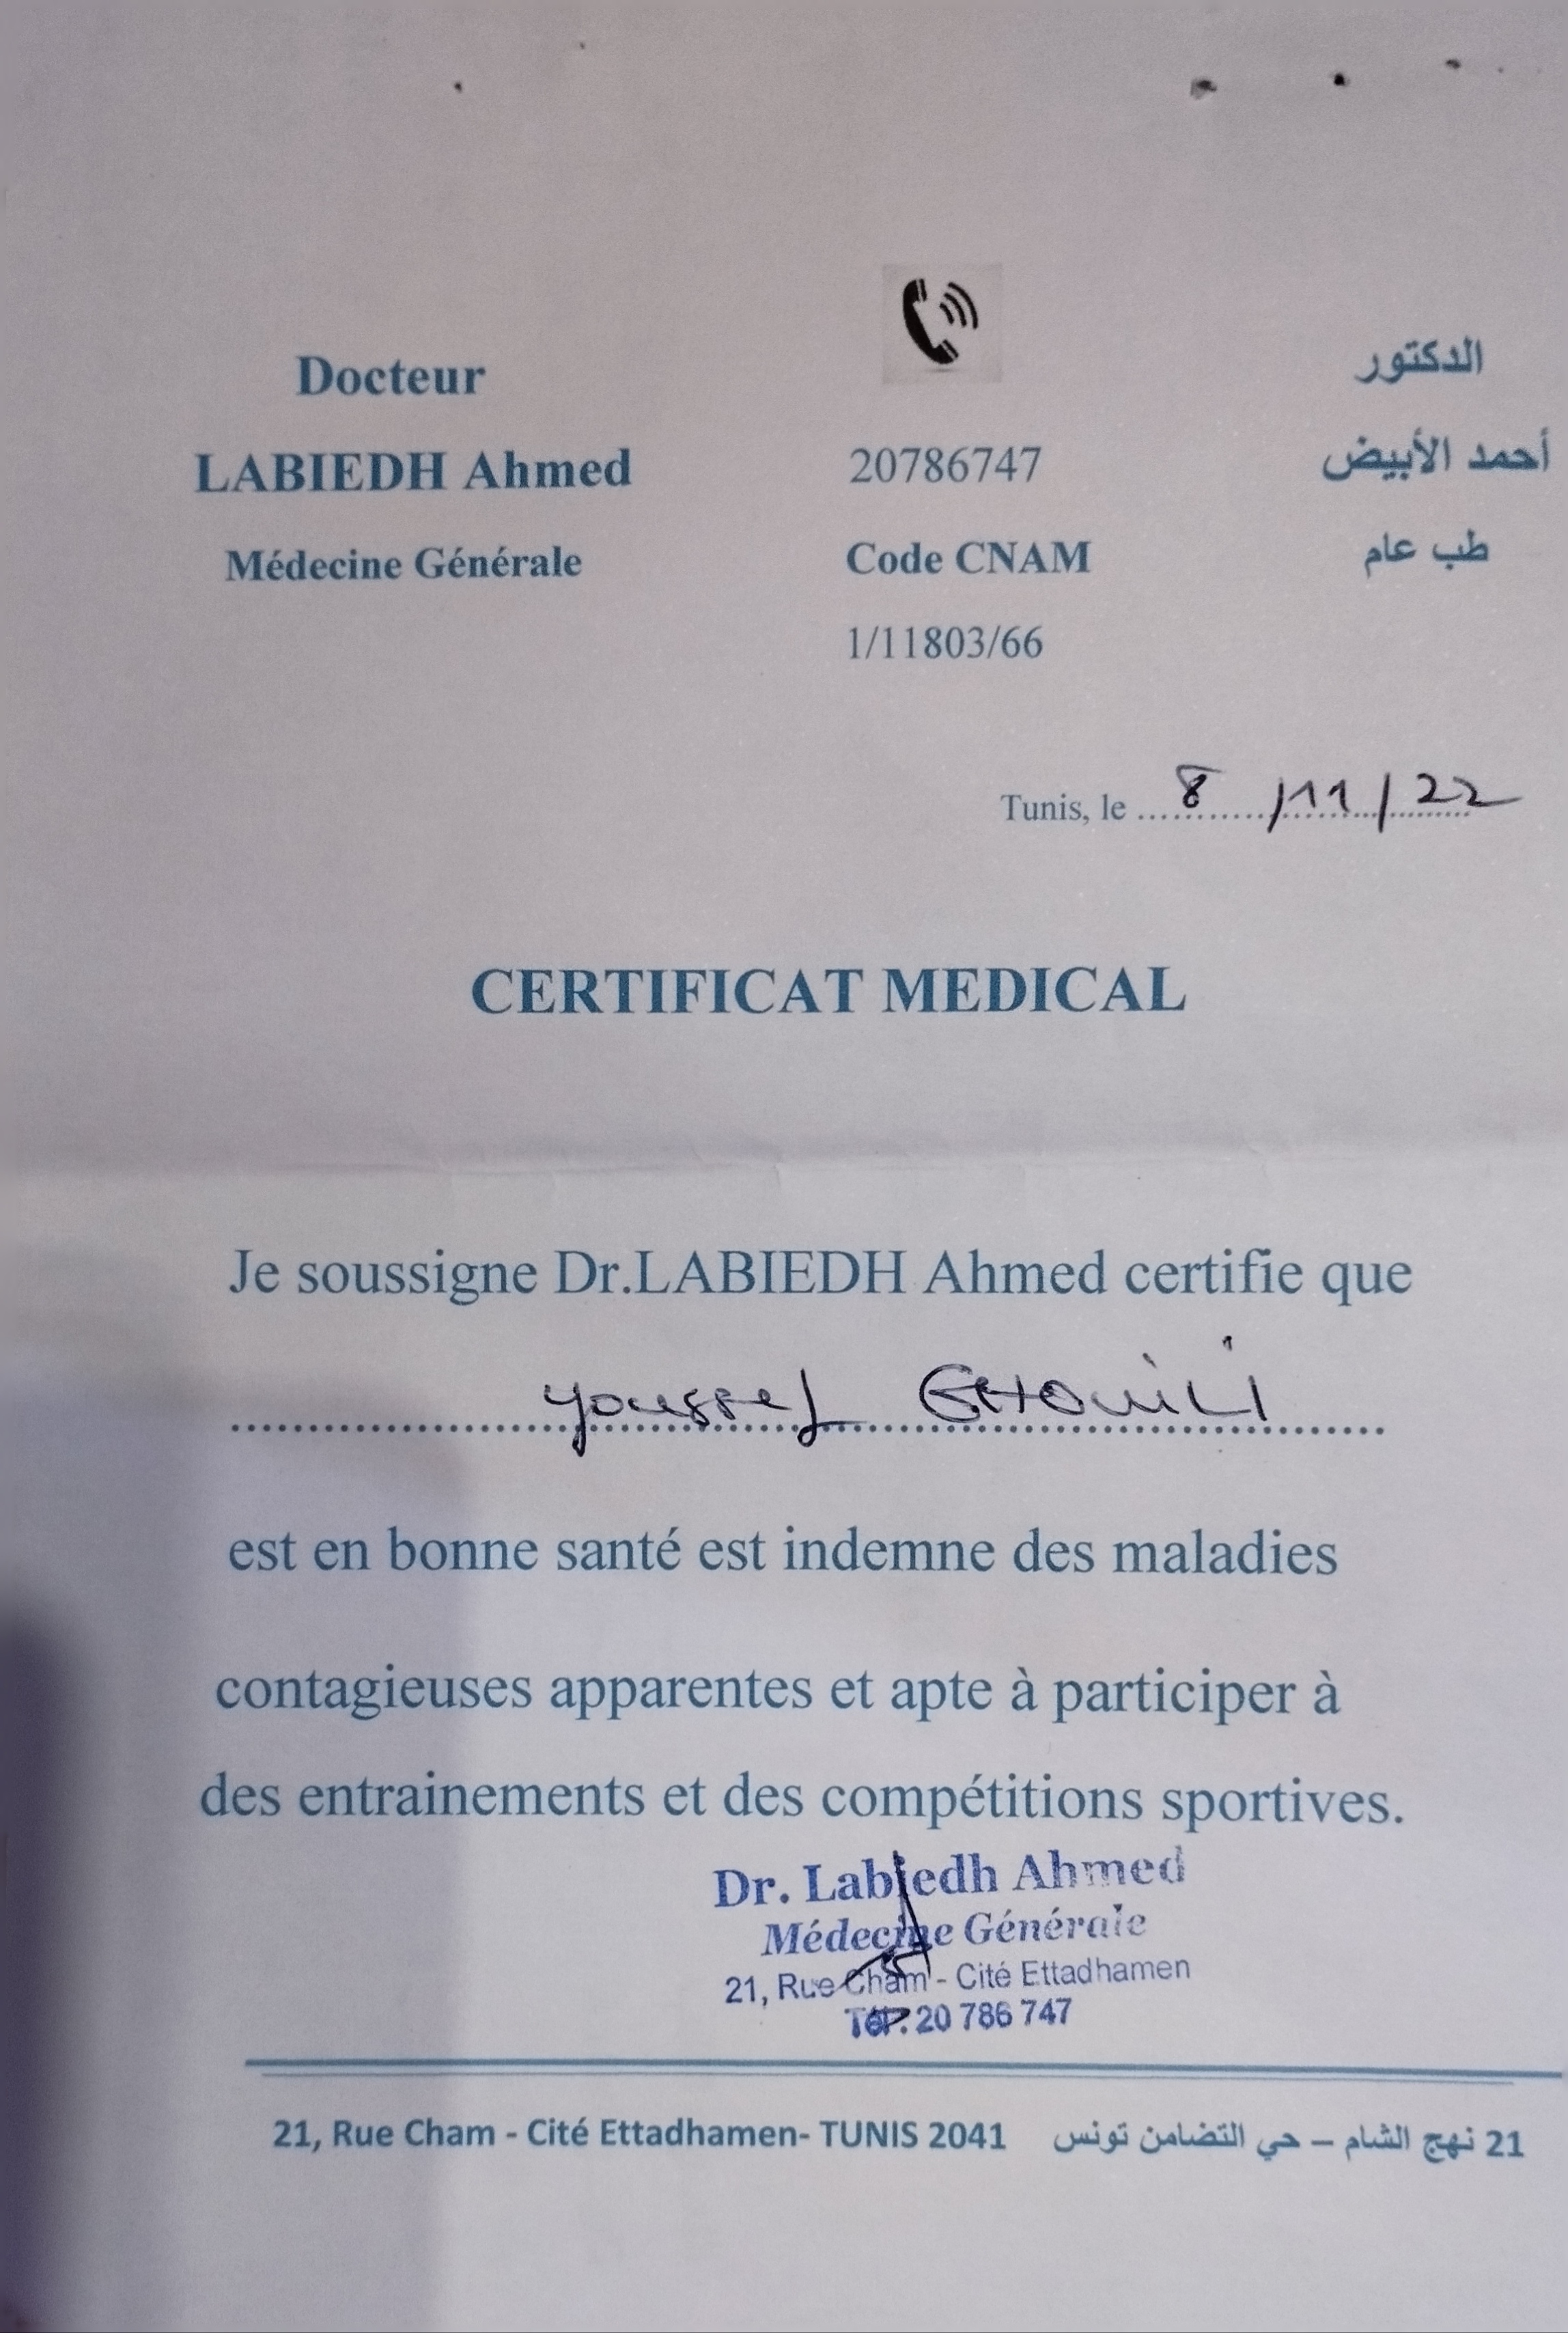 Docteur
LABIEDH Ahmed
Médecine Générale
20786747
Code CNAM
1/11803/66
الدكتور
أحمد الأبيض
طب عام
Tunis, le 8/11/22
CERTIFICAT MEDICAL
Je soussigne Dr.LABIEDH Ahmed certifie que
Youssef GHOUILI
est en bonne santé est indemne des maladies
contagieuses apparentes et apte à participer à
des entrainements et des compétitions sportives.
Dr. Labiedh Ahmed
Médecine Générale
21, Rue Cham - Cité Ettadhamen
Tél: 20 786 747
21, Rue Cham - Cité Ettadhamen- TUNIS 2041 21 نهج الشام – حي التضامن تونس